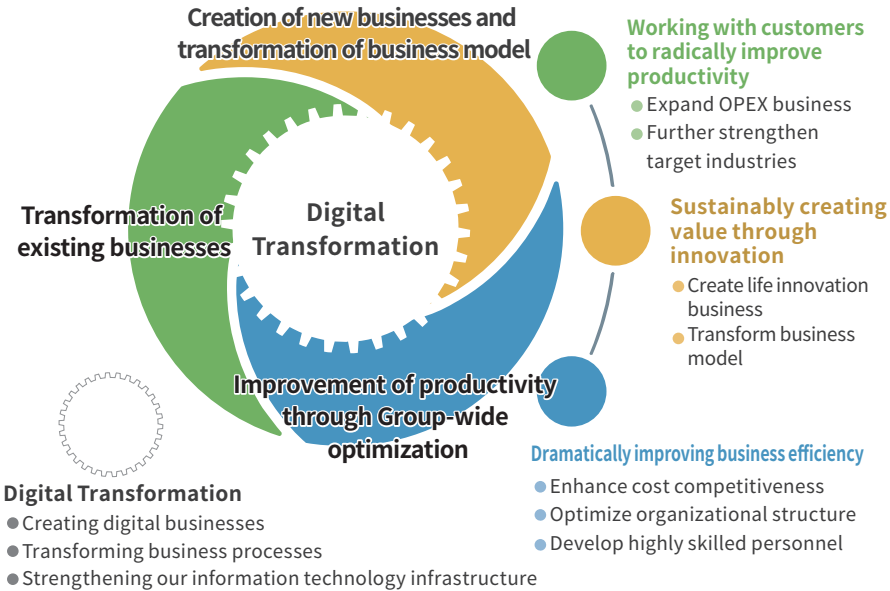 Creation of new businesses and
transformation of business model
Transformation of
existing businesses
Digital
Transformation
Improvement of productivity
through Group-wide
optimization
Working with customers
to radically improve
productivity
● Expand OPEX business
● Further strengthen
target industries
Sustainably creating
value through
innovation
● Create life innovation
business
● Transform business
model
Dramatically improving business efficiency
● Enhance cost competitiveness
● Optimize organizational structure
● Develop highly skilled personnel
Digital Transformation
● Creating digital businesses
● Transforming business processes
● Strengthening our information technology infrastructure